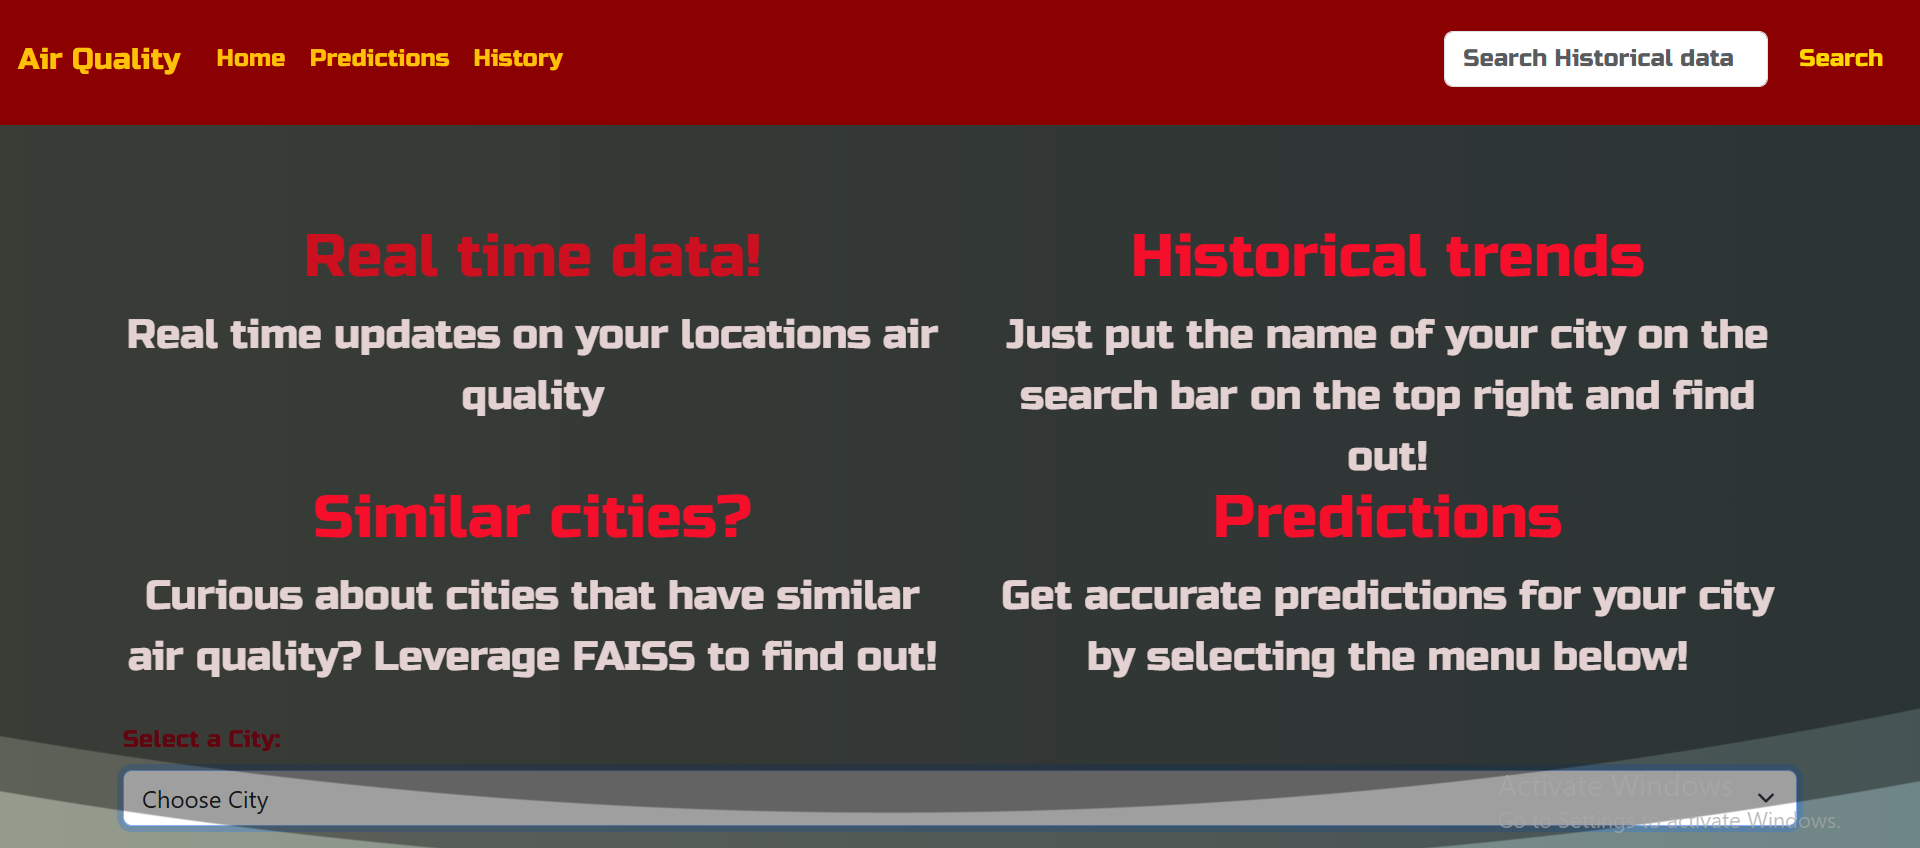 Air Quality Home Predictions History Search Historical data Search
Real time data!
Real time updates on your locations air
quality
Historical trends
Just put the name of your city on the
search bar on the top right and find
out!
Similar cities?
Curious about cities that have similar
air quality? Leverage FAISS to find out!
Predictions
Get accurate predictions for your city
by selecting the menu below!
Select a City:
Choose City
Activate Windows
Go to Settings to activate Windows.